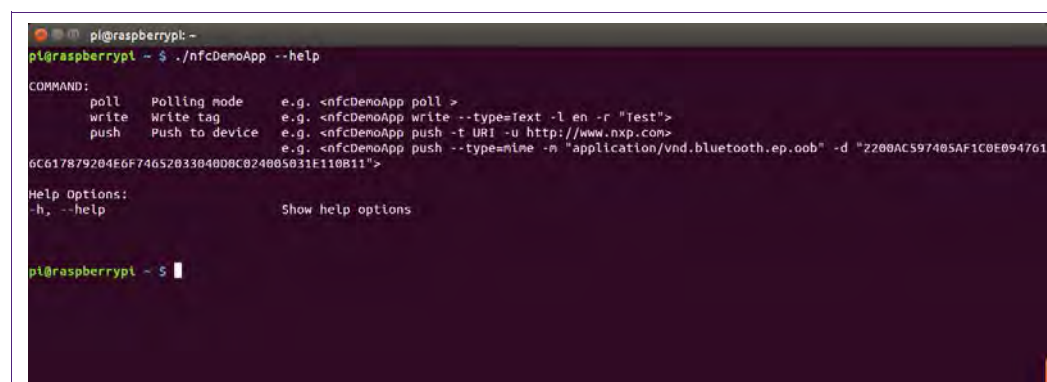 pi@raspberrypi: ~
pi@raspberrypi ~ $ ./nfcDemoApp --help
COMMAND:
poll Polling mode e.g. <nfcDemoApp poll >
write Write tag e.g. <nfcDemoApp write --type=Text -l en -r "Test">
push Push to device e.g. <nfcDemoApp push -t URI -u http://www.nxp.com>
e.g. <nfcDemoApp push --type=mime -m "application/vnd.bluetooth.ep.oob" -d "2200AC597405AF1C0E094761
6C617879204E6F74652033040D0C024005031E110B11">
Help Options:
-h, --help Show help options
pi@raspberrypi ~ $